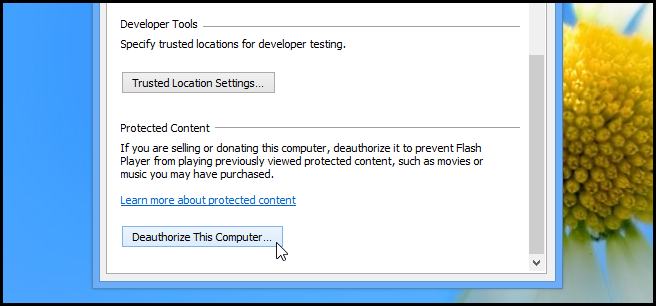 Developer Tools
Specify trusted locations for developer testing.
Trusted Location Settings...
Protected Content
If you are selling or donating this computer, deauthorize it to prevent Flash
Player from playing previously viewed protected content, such as movies or
music you may have purchased.
Learn more about protected content
Deauthorize This Computer...